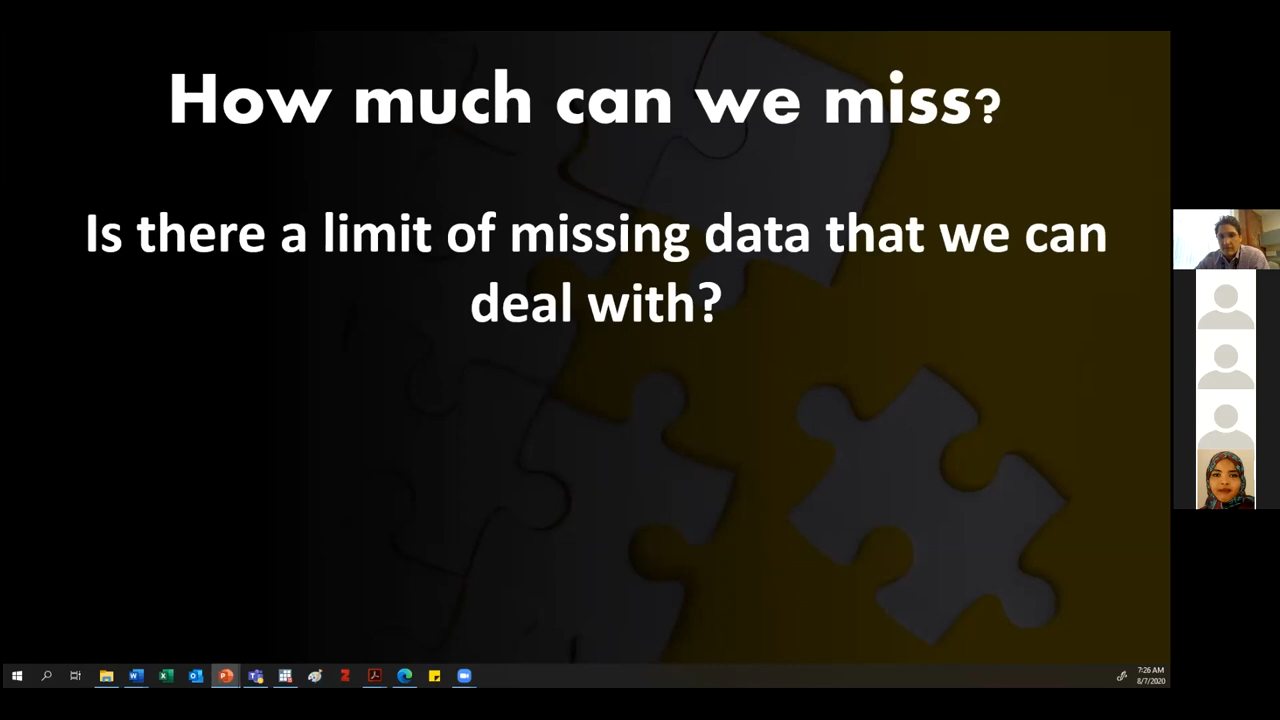 How much can we miss?
Is there a limit of missing data that we can
deal with?
7:26 AM
8/7/2020